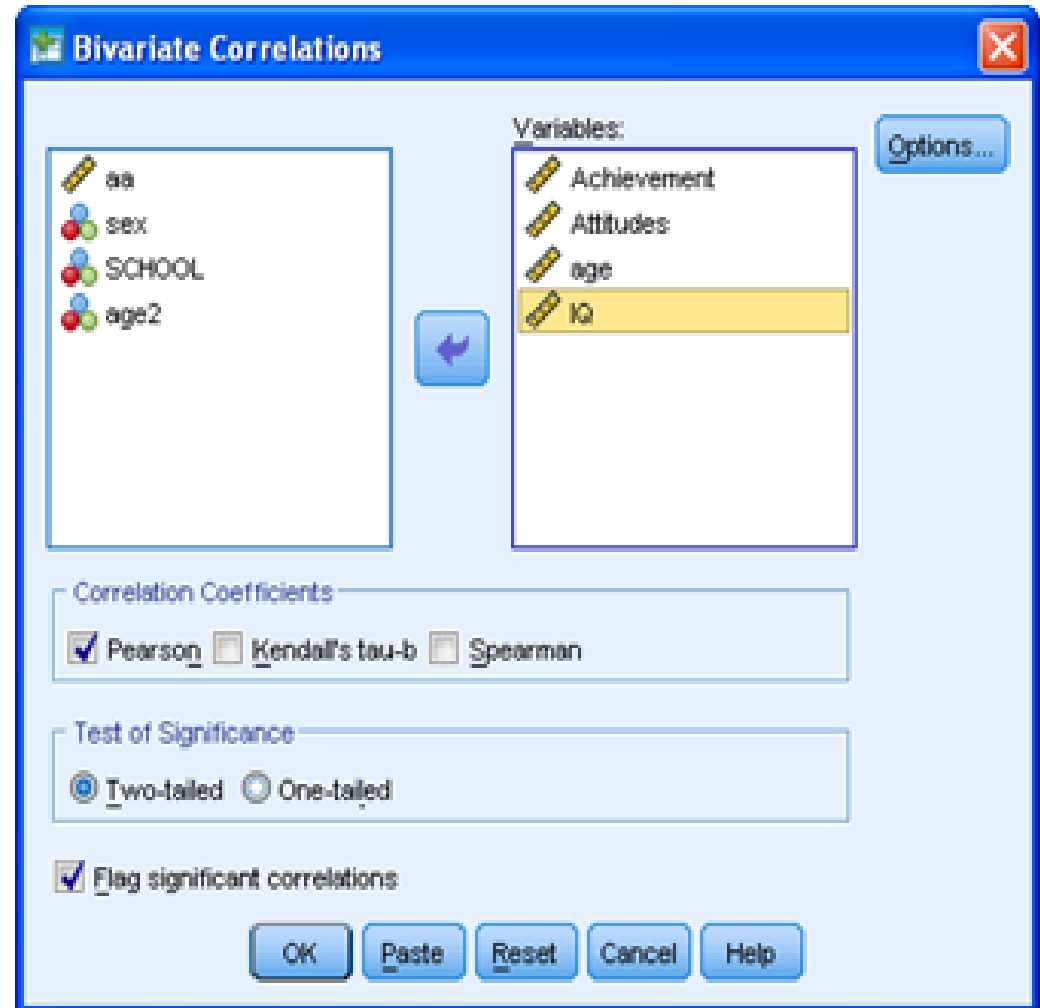 Bivariate Correlations
Variables:
Options...
aa
sex
SCHOOL
age2
Achievement
Attitudes
age
IQ
Correlation Coefficients
Pearson Kendall's tau-b Spearman
Test of Significance
Two-tailed One-tailed
Flag significant correlations
OK Paste Reset Cancel Help